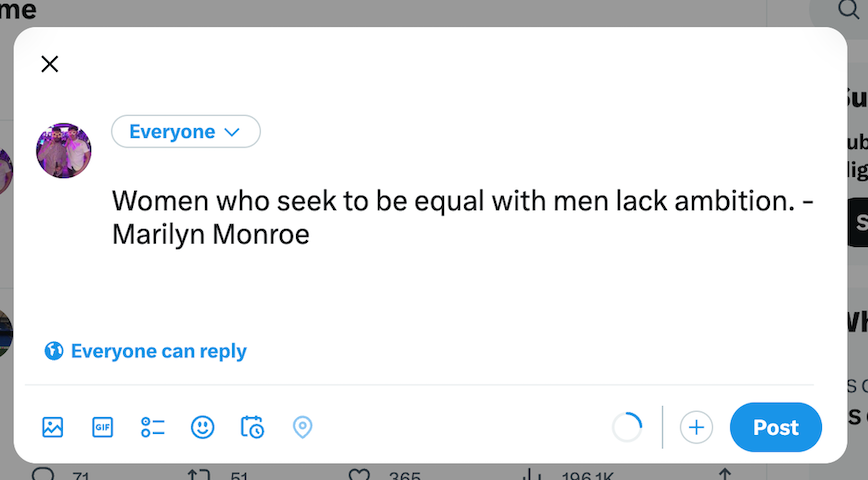 me
Everyone
Women who seek to be equal with men lack ambition. -
Marilyn Monroe
Everyone can reply
GIF
Post
71
51
365
196.1K